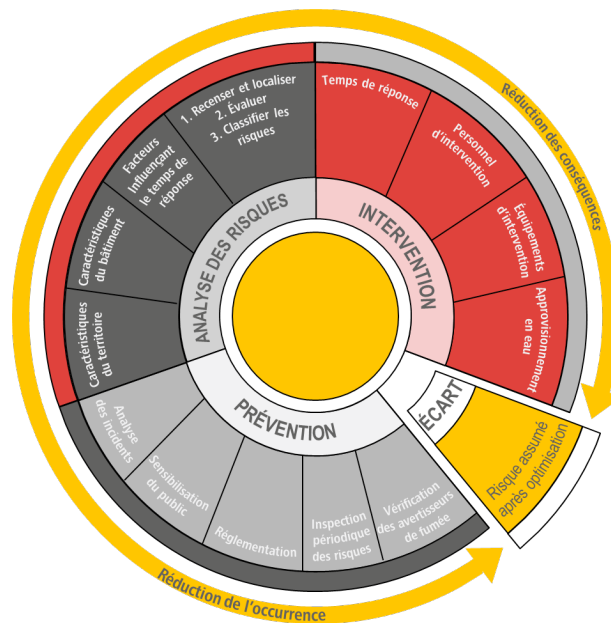 Réduction des conséquences
ANALYSE DES RISQUES
1. Recenser et localiser
2. Évaluer
3. Classifier les
risques
Facteurs
Influençant
le temps de
réponse
Caractéristiques
du bâtiment
Caractéristiques
du territoire
INTERVENTION
Temps de réponse
Personnel
d'intervention
Équipements
d'intervention
Approvisionnement
en eau
ÉCART
Risque assumé
après optimisation
PRÉVENTION
Analyse
des incidents
Sensibilisation
du public
Réglementation
Inspection
périodique
des risques
Vérification
des avertisseurs
de fumée
Réduction de l'occurrence